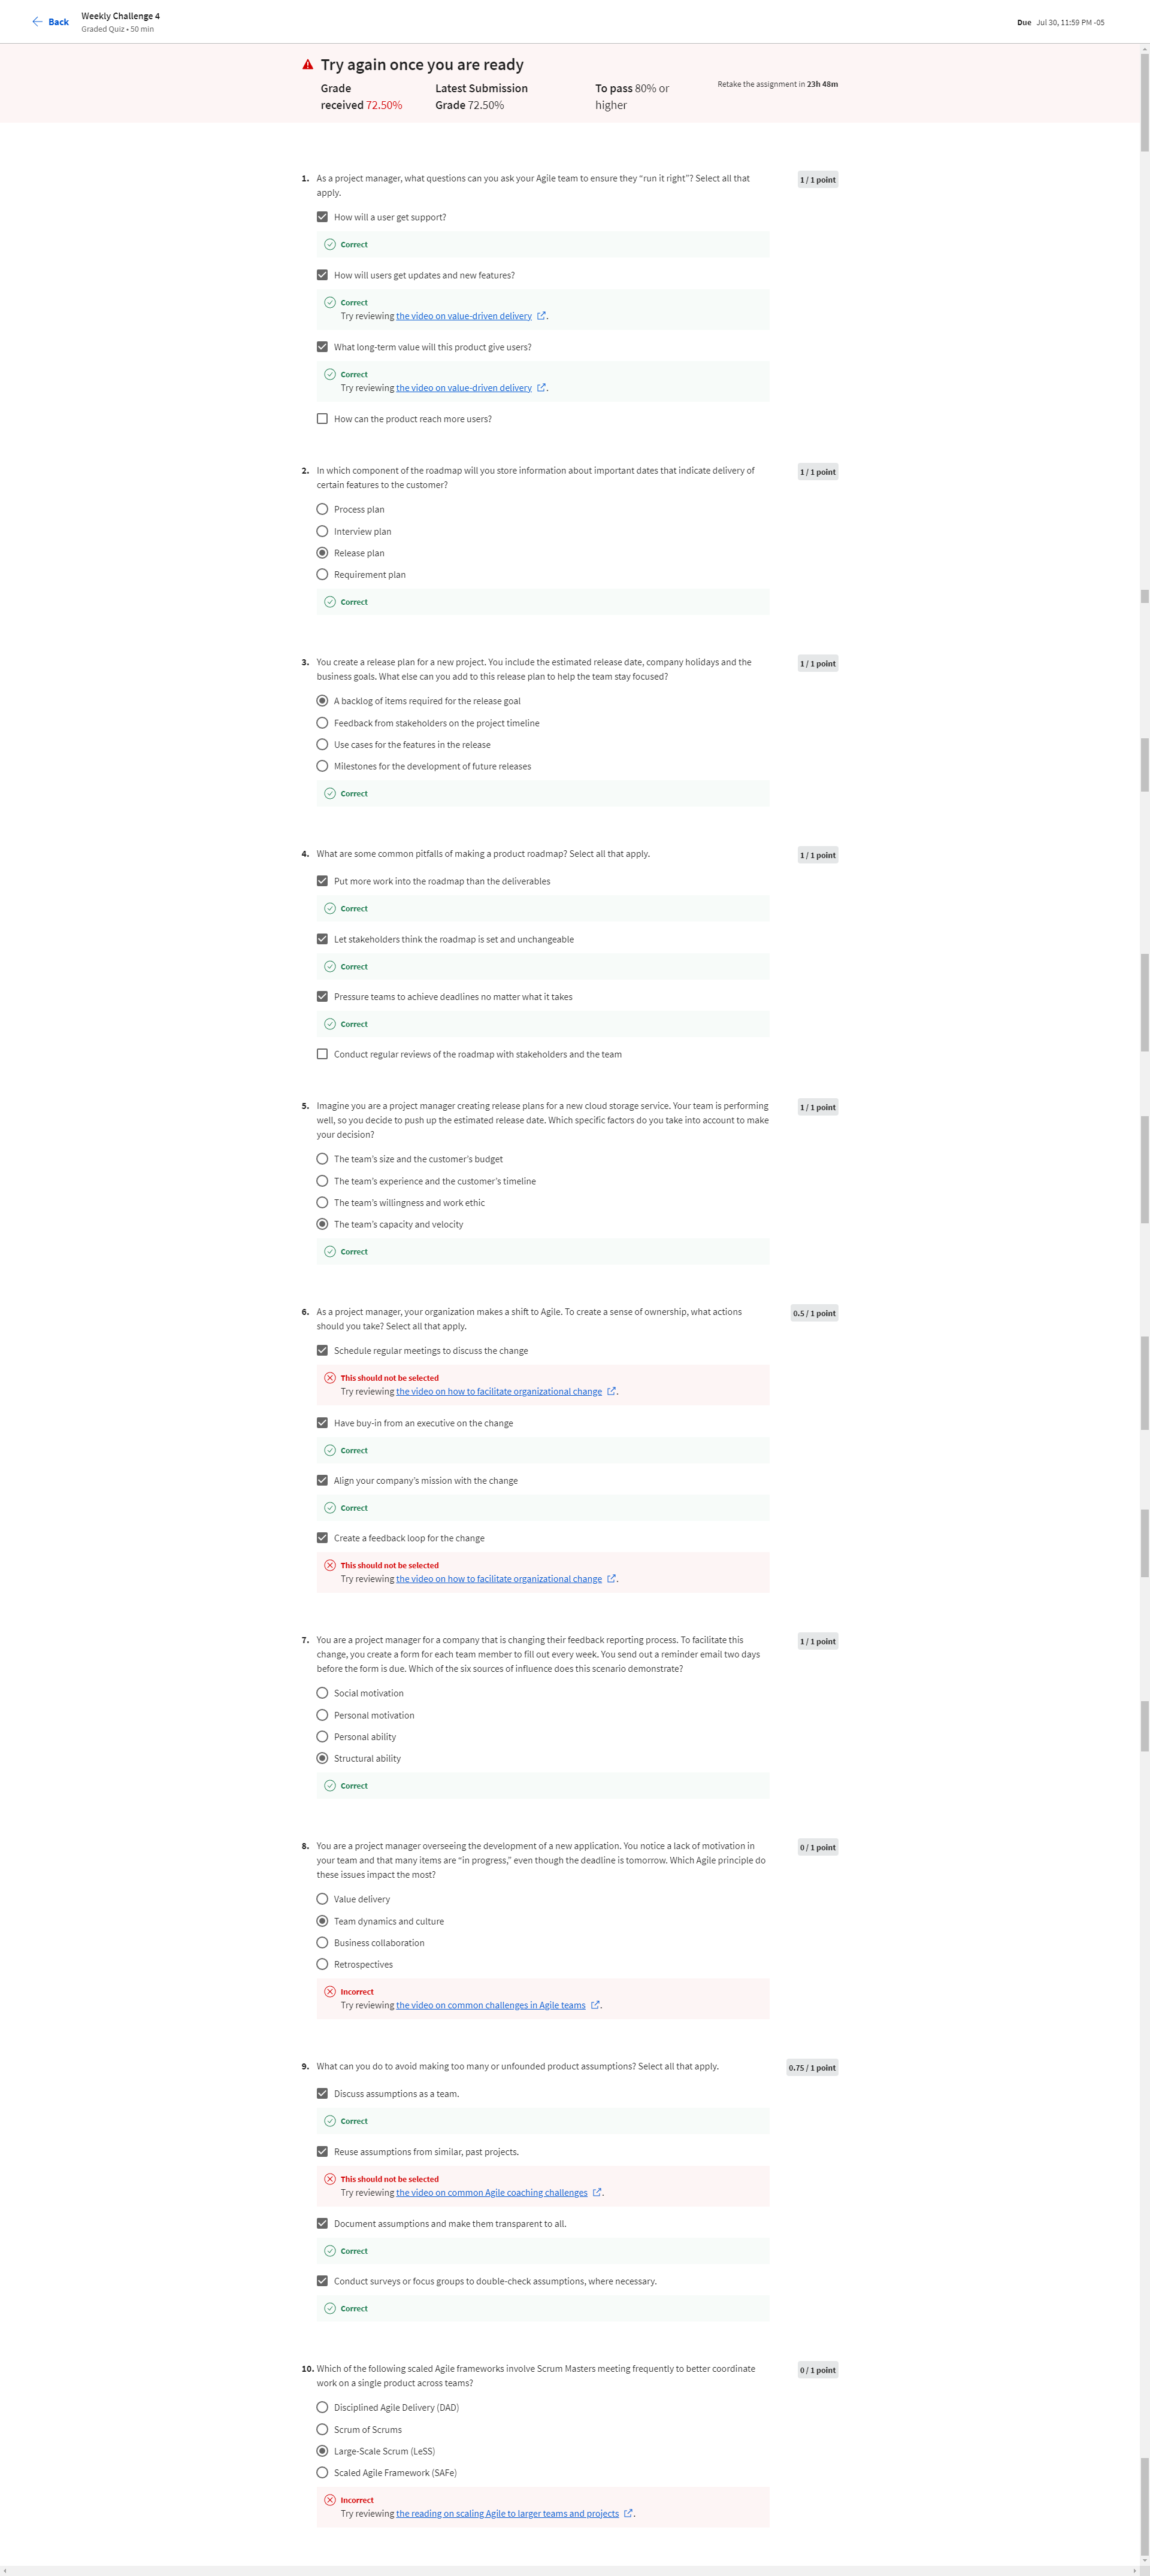 Back
Weekly Challenge 4
Graded Quiz • 50 min
Due Jul 30, 11:59 PM -05
Try again once you are ready
Grade received 72.50%
Latest Submission Grade 72.50%
To pass 80% or higher
Retake the assignment in 23h 48m
1. As a project manager, what questions can you ask your Agile team to ensure they “run it right”? Select all that
apply.
1 / 1 point
How will a user get support?
Correct
How will users get updates and new features?
Correct
Try reviewing the video on value-driven delivery .
What long-term value will this product give users?
Correct
Try reviewing the video on value-driven delivery .
How can the product reach more users?
2. In which component of the roadmap will you store information about important dates that indicate delivery of
certain features to the customer?
1 / 1 point
Process plan
Interview plan
Release plan
Requirement plan
Correct
3. You create a release plan for a new project. You include the estimated release date, company holidays and the
business goals. What else can you add to this release plan to help the team stay focused?
1 / 1 point
A backlog of items required for the release goal
Feedback from stakeholders on the project timeline
Use cases for the features in the release
Milestones for the development of future releases
Correct
4. What are some common pitfalls of making a product roadmap? Select all that apply.
1 / 1 point
Put more work into the roadmap than the deliverables
Correct
Let stakeholders think the roadmap is set and unchangeable
Correct
Pressure teams to achieve deadlines no matter what it takes
Correct
Conduct regular reviews of the roadmap with stakeholders and the team
5. Imagine you are a project manager creating release plans for a new cloud storage service. Your team is performing
well, so you decide to push up the estimated release date. Which specific factors do you take into account to make
your decision?
1 / 1 point
The team’s size and the customer’s budget
The team’s experience and the customer’s timeline
The team’s willingness and work ethic
The team’s capacity and velocity
Correct
6. As a project manager, your organization makes a shift to Agile. To create a sense of ownership, what actions
should you take? Select all that apply.
0.5 / 1 point
Schedule regular meetings to discuss the change
This should not be selected
Try reviewing the video on how to facilitate organizational change .
Have buy-in from an executive on the change
Correct
Align your company’s mission with the change
Correct
Create a feedback loop for the change
This should not be selected
Try reviewing the video on how to facilitate organizational change .
7. You are a project manager for a company that is changing their feedback reporting process. To facilitate this
change, you create a form for each team member to fill out every week. You send out a reminder email two days
before the form is due. Which of the six sources of influence does this scenario demonstrate?
1 / 1 point
Social motivation
Personal motivation
Personal ability
Structural ability
Correct
8. You are a project manager overseeing the development of a new application. You notice a lack of motivation in
your team and that many items are “in progress,” even though the deadline is tomorrow. Which Agile principle do
these issues impact the most?
0 / 1 point
Value delivery
Team dynamics and culture
Business collaboration
Retrospectives
Incorrect
Try reviewing the video on common challenges in Agile teams .
9. What can you do to avoid making too many or unfounded product assumptions? Select all that apply.
0.75 / 1 point
Discuss assumptions as a team.
Correct
Reuse assumptions from similar, past projects.
This should not be selected
Try reviewing the video on common Agile coaching challenges .
Document assumptions and make them transparent to all.
Correct
Conduct surveys or focus groups to double-check assumptions, where necessary.
Correct
10. Which of the following scaled Agile frameworks involve Scrum Masters meeting frequently to better coordinate
work on a single product across teams?
0 / 1 point
Disciplined Agile Delivery (DAD)
Scrum of Scrums
Large-Scale Scrum (LeSS)
Scaled Agile Framework (SAFe)
Incorrect
Try reviewing the reading on scaling Agile to larger teams and projects .